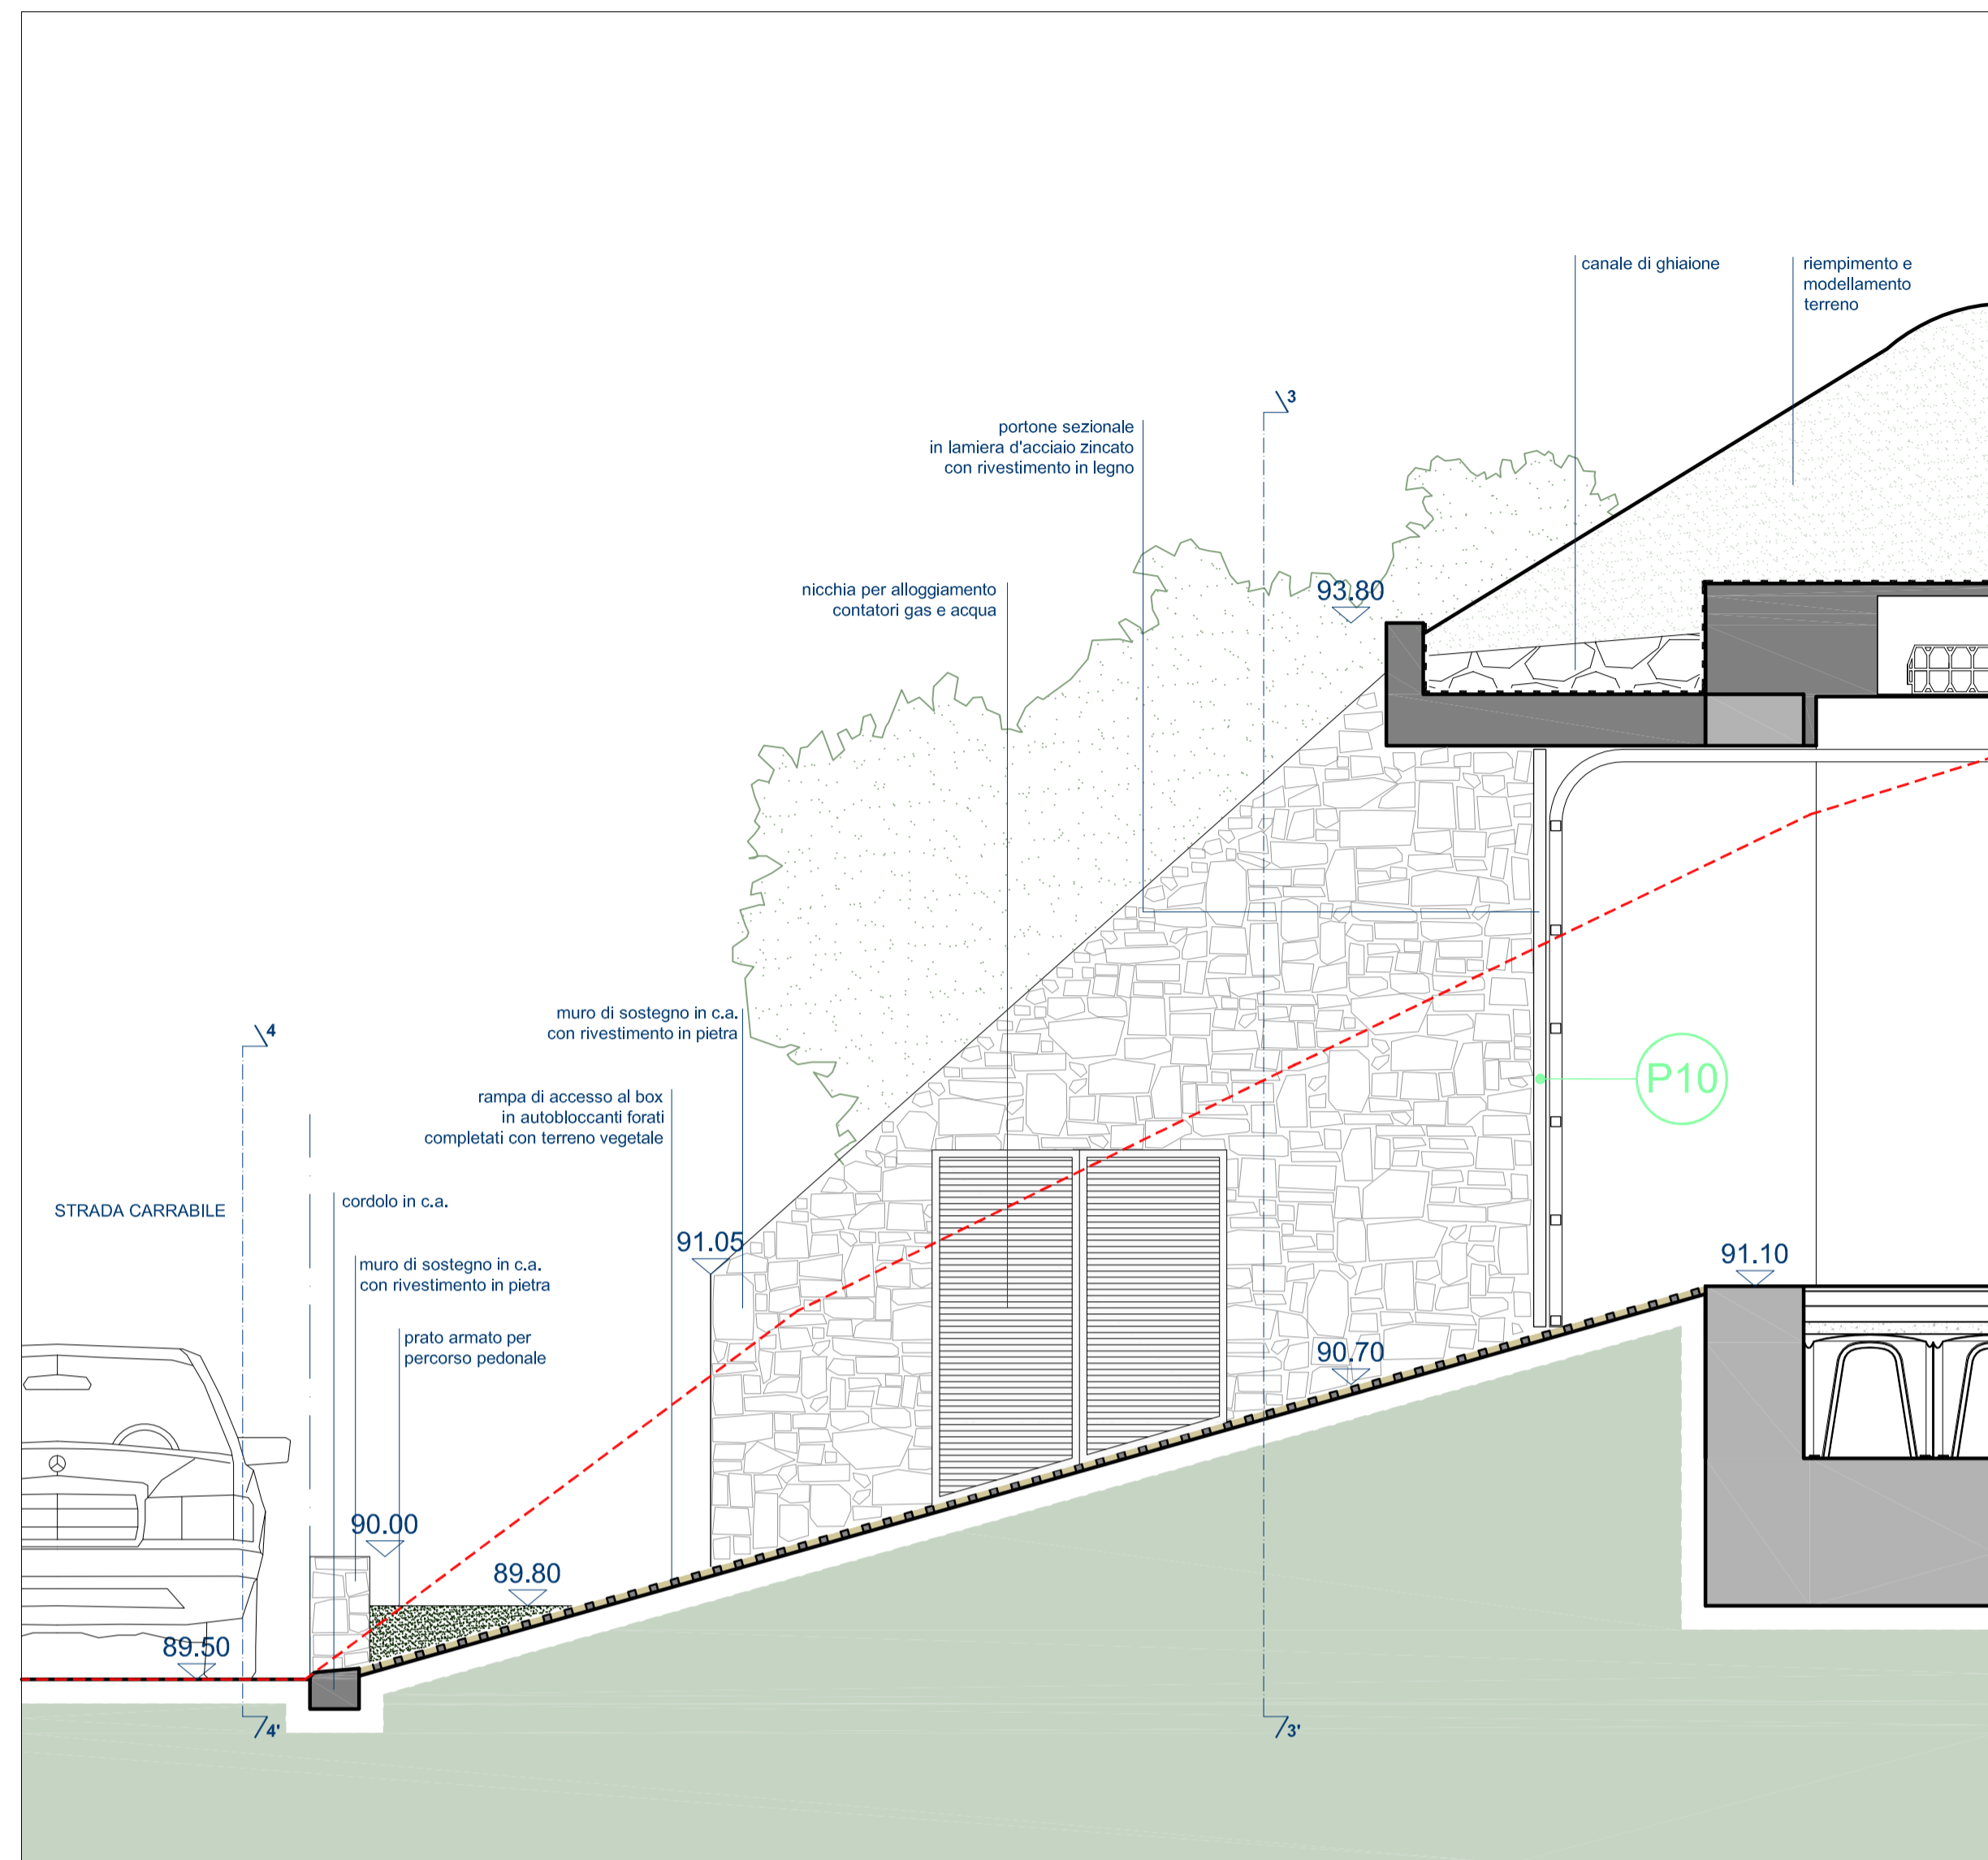 canale di ghiaione
riempimento e
modellamento
terreno
3
portone sezionale
in lamiera d'acciaio zincato
con rivestimento in legno
nicchia per alloggiamento
contatori gas e acqua
93.80
muro di sostegno in c.a.
con rivestimento in pietra
4
P10
rampa di accesso al box
in autobloccanti forati
completati con terreno vegetale
STRADA CARRABILE
cordolo in c.a.
91.05
91.10
muro di sostegno in c.a.
con rivestimento in pietra
prato armato per
percorso pedonale
90.70
90.00
89.80
89.50
4'
3'